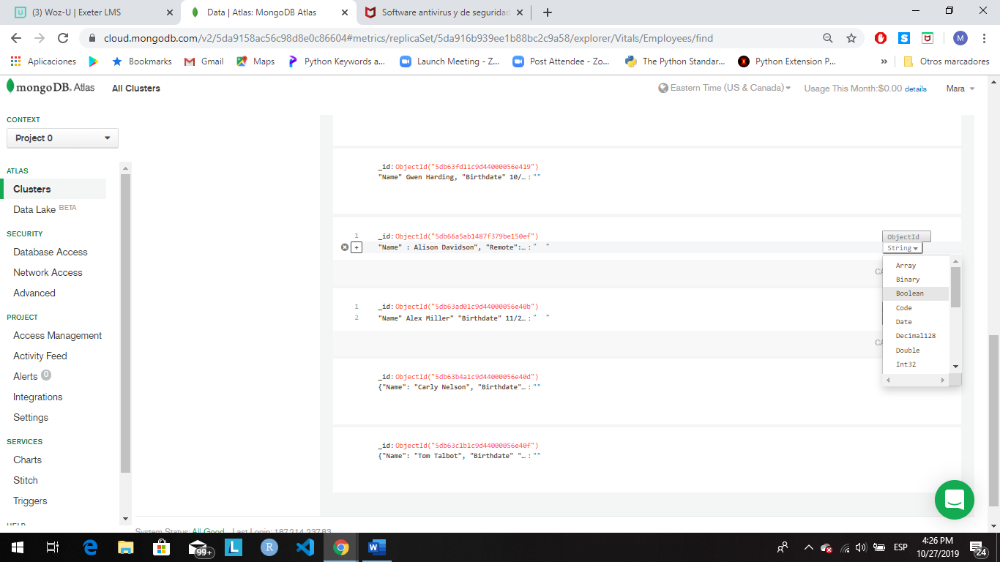 (3) Woz-U | Exeter LMS
Data | Atlas: MongoDB Atlas
Software antivirus y de seguridad
cloud.mongodb.com/v2/5da9158ac56c98d8e0c86604#metrics/replicaSet/5da916b939ee1b88bc2c9a58/explorer/Vitals/Employees/find
M
Aplicaciones
Bookmarks
Gmail
Maps
Python Keywords a...
Launch Meeting - Z...
Post Attendee - Zo...
The Python Standar...
Python Extension P...
»
Otros marcadores
mongoDB. Atlas
All Clusters
Eastern Time (US & Canada)
Usage This Month:$0.00 details
Mara
CONTEXT
Project 0
ATLAS
Clusters
Data Lake BETA
SECURITY
Database Access
Network Access
Advanced
PROJECT
Access Management
Activity Feed
Alerts 0
Integrations
Settings
SERVICES
Charts
Stitch
Triggers
HELP
_id:ObjectId("5db63fd11c9d44000056e419")
"Name" Gwen Harding, "Birthdate" 10/… : ""
1 _id:ObjectId("5db66a5ab1487f379be150ef") ObjectId
+ "Name" : Alison Davidson", "Remote":… : " " String
Array
Binary
Boolean
Code
Date
Decimal128
Double
Int32
CA
1 _id:ObjectId("5db63ad01c9d44000056e40b")
2 "Name" Alex Miller" "Birthdate" 11/2… : " "
CA
_id:ObjectId("5db63b4a1c9d44000056e40d")
{"Name": "Carly Nelson", "Birthdate"… : ""
_id:ObjectId("5db63c1b1c9d44000056e40f")
{"Name": "Tom Talbot", "Birthdate" "… : ""
System Status: All Good Last Login: 187.214.237.83
99+
L
R
W
ESP
4:26 PM
10/27/2019
24